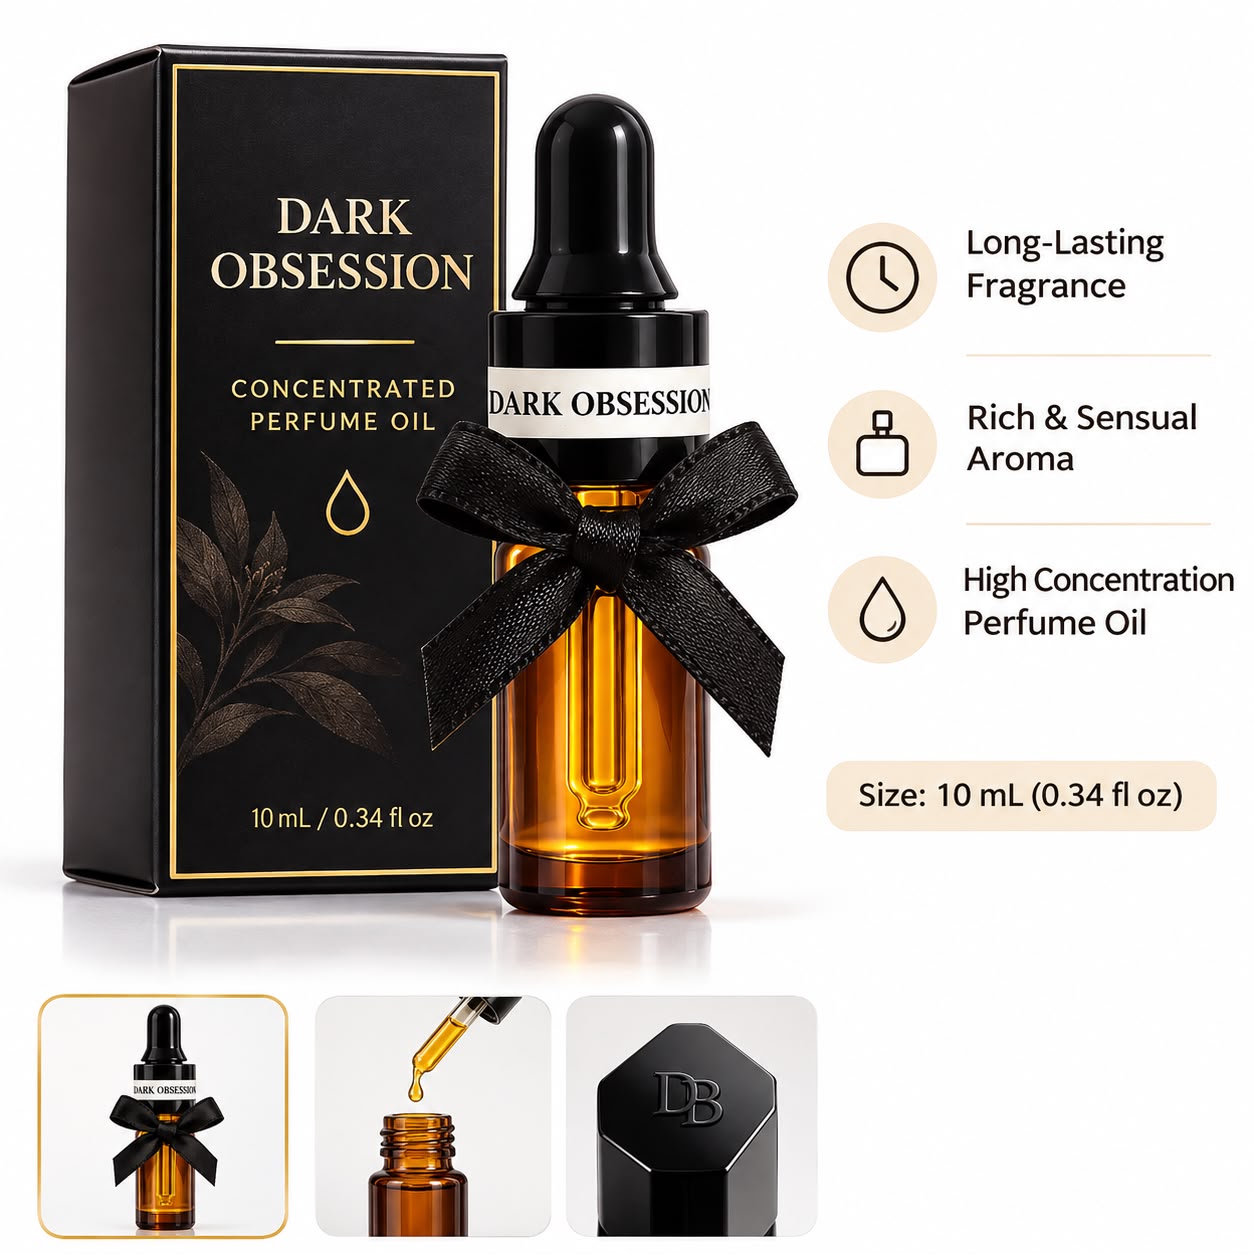 DARK
OBSESSION
CONCENTRATED
PERFUME OIL
10 mL / 0.34 fl oz
DARK OBSESSION
Long-Lasting
Fragrance
Rich & Sensual
Aroma
High Concentration
Perfume Oil
Size: 10 mL (0.34 fl oz)
DARK OBSESSION
DB